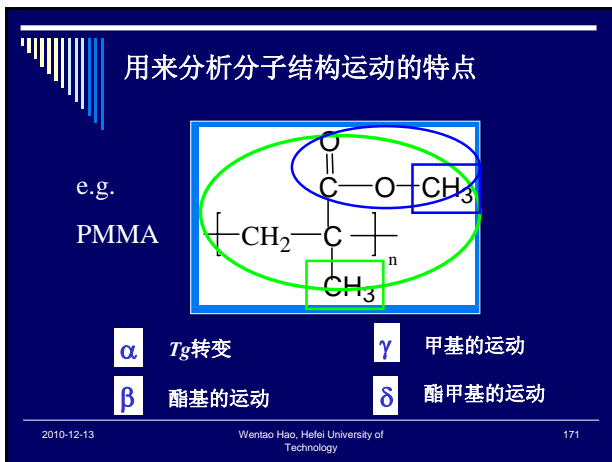 用来分析分子结构运动的特点
O
e.g.
C—O—CH3
PMMA
[CH2—C]n
CH3
α Tg转变
γ 甲基的运动
β 酯基的运动
δ 酯甲基的运动
2010-12-13
Wentao Hao, Hefei University of
Technology
171